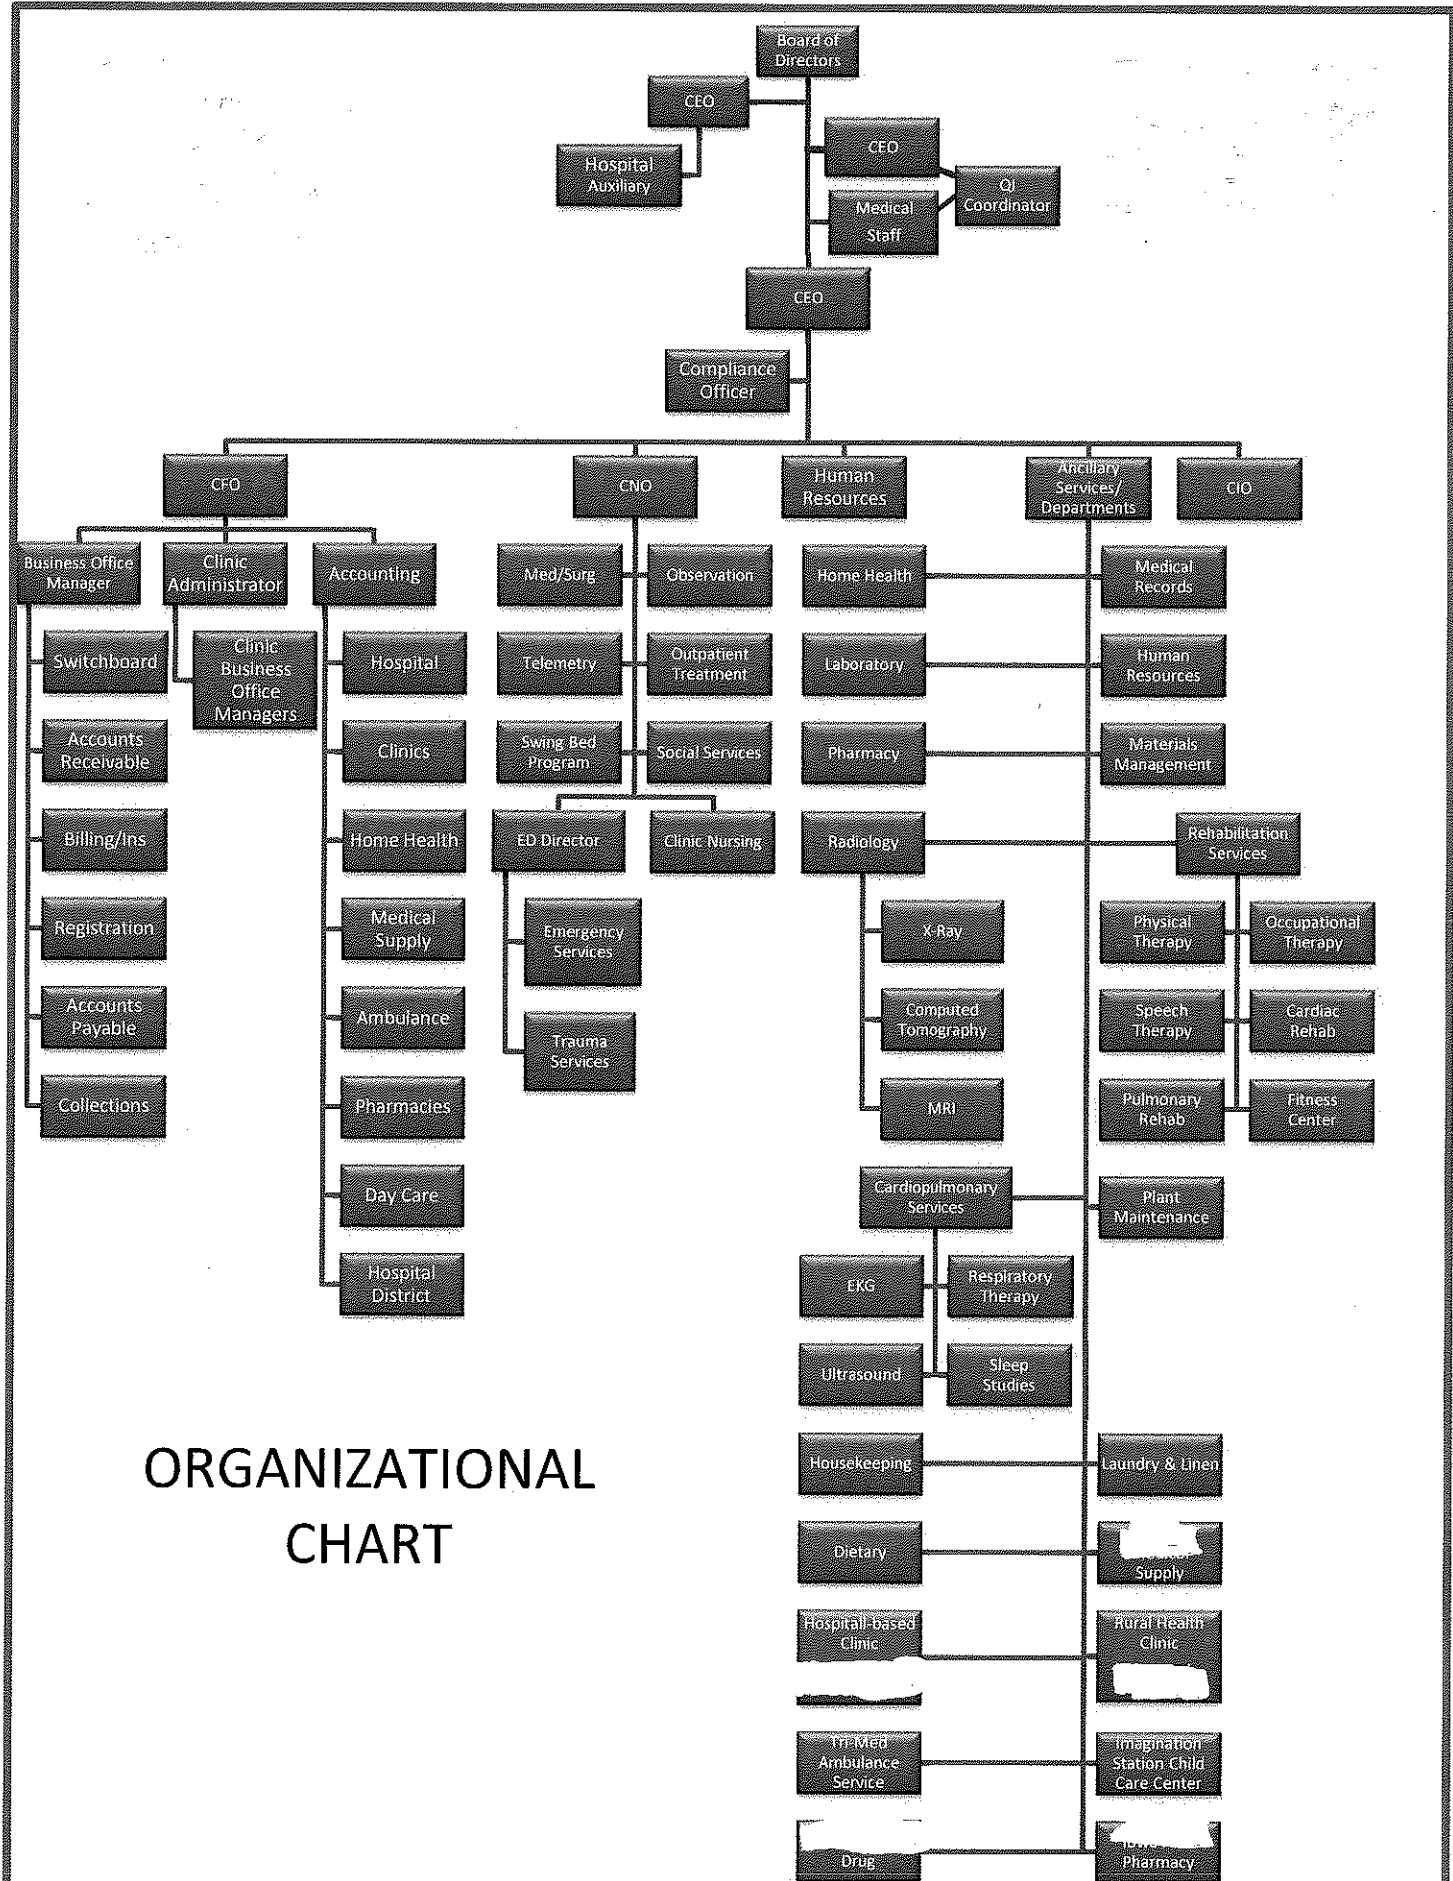 Board of
Directors
CEO
Hospital
Auxiliary
CEO
QI
Coordinator
Medical
Staff
CEO
Compliance
Officer
CFO
CNO
Human
Resources
Ancillary
Services/
Departments
CIO
Business Office
Manager
Clinic
Administrator
Accounting
Med/Surg
Observation
Home Health
Medical
Records
Switchboard
Clinic
Business
Office
Managers
Hospital
Telemetry
Outpatient
Treatment
Laboratory
Human
Resources
Accounts
Receivable
Clinics
Swing Bed
Program
Social Services
Pharmacy
Materials
Management
Billing/Ins
Home Health
ED Director
Clinic Nursing
Radiology
Rehabilitation
Services
Registration
Medical
Supply
Emergency
Services
X-Ray
Physical
Therapy
Occupational
Therapy
Accounts
Payable
Ambulance
Trauma
Services
Computed
Tomography
Speech
Therapy
Cardiac
Rehab
Collections
Pharmacies
MRI
Pulmonary
Rehab
Fitness
Center
Day Care
Cardiopulmonary
Services
Plant
Maintenance
Hospital
District
EKG
Respiratory
Therapy
Ultrasound
Sleep
Studies
ORGANIZATIONAL
CHART
Housekeeping
Laundry & Linen
Dietary
Supply
Hospitall-based
Clinic
Rural Health
Clinic
Tri-Med
Ambulance
Service
Imagination
Station Child
Care Center
Drug
Pharmacy